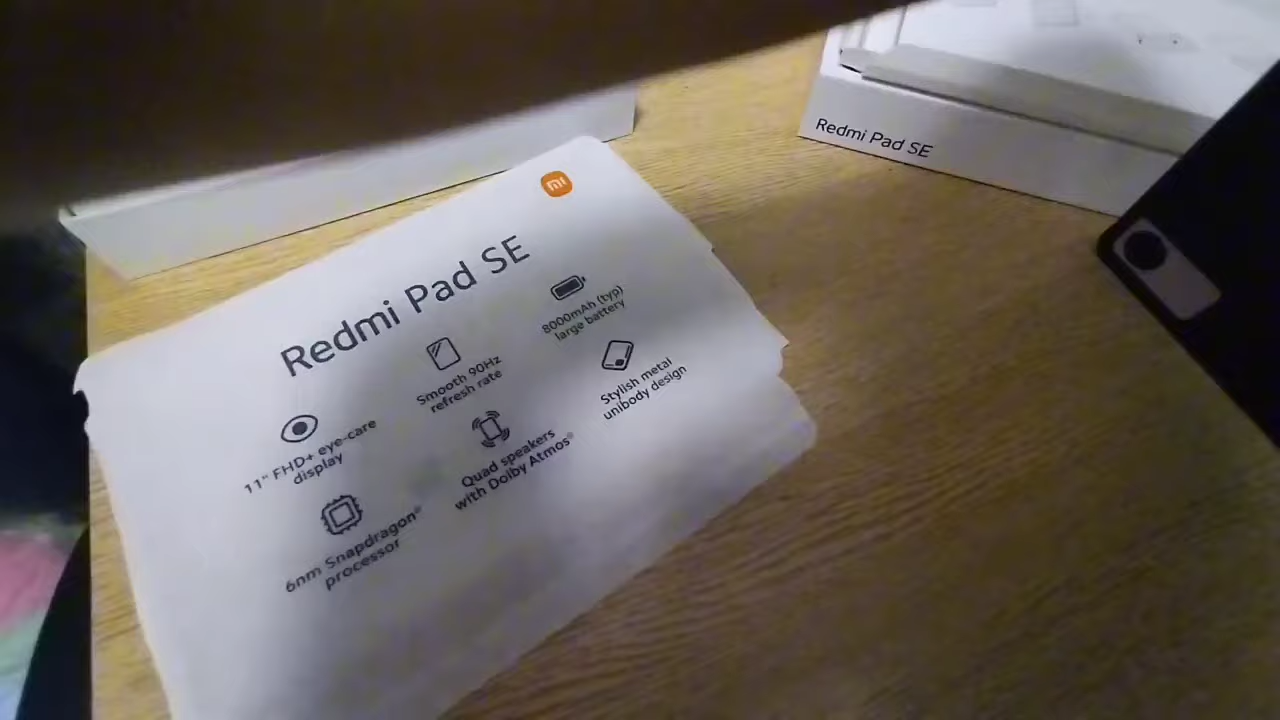 Redmi Pad SE
mi
Redmi Pad SE
11" FHD+ eye-care
display
Smooth 90Hz
refresh rate
8000mAh (typ)
large battery
6nm Snapdragon®
processor
Quad speakers
with Dolby Atmos®
Stylish metal
unibody design